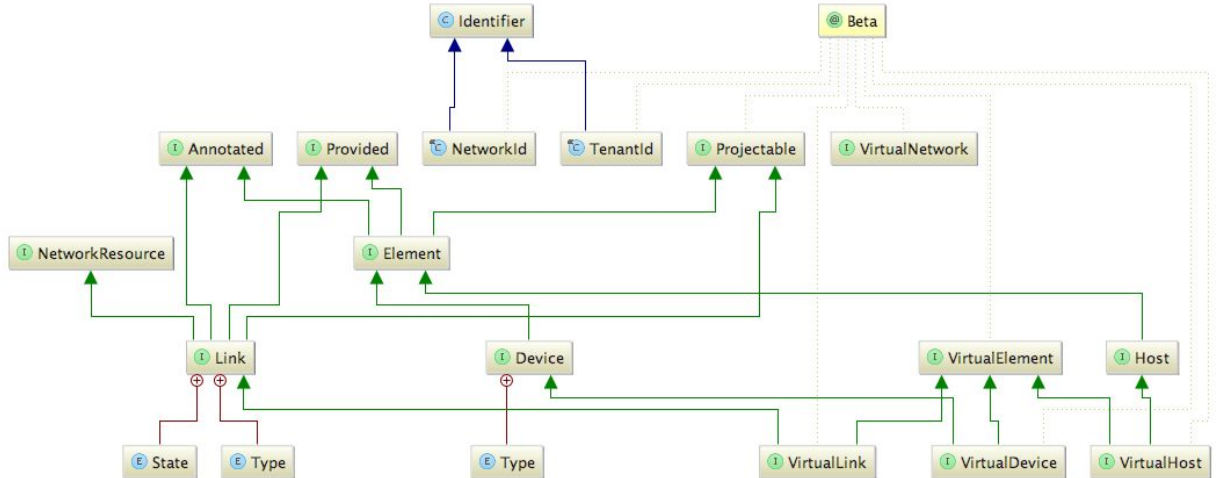 C Identifier
@ Beta
I Annotated
I Provided
C NetworkId
C TenantId
I Projectable
I VirtualNetwork
I NetworkResource
I Element
I Link
I Device
I VirtualElement
I Host
E State
E Type
E Type
I VirtualLink
I VirtualDevice
I VirtualHost